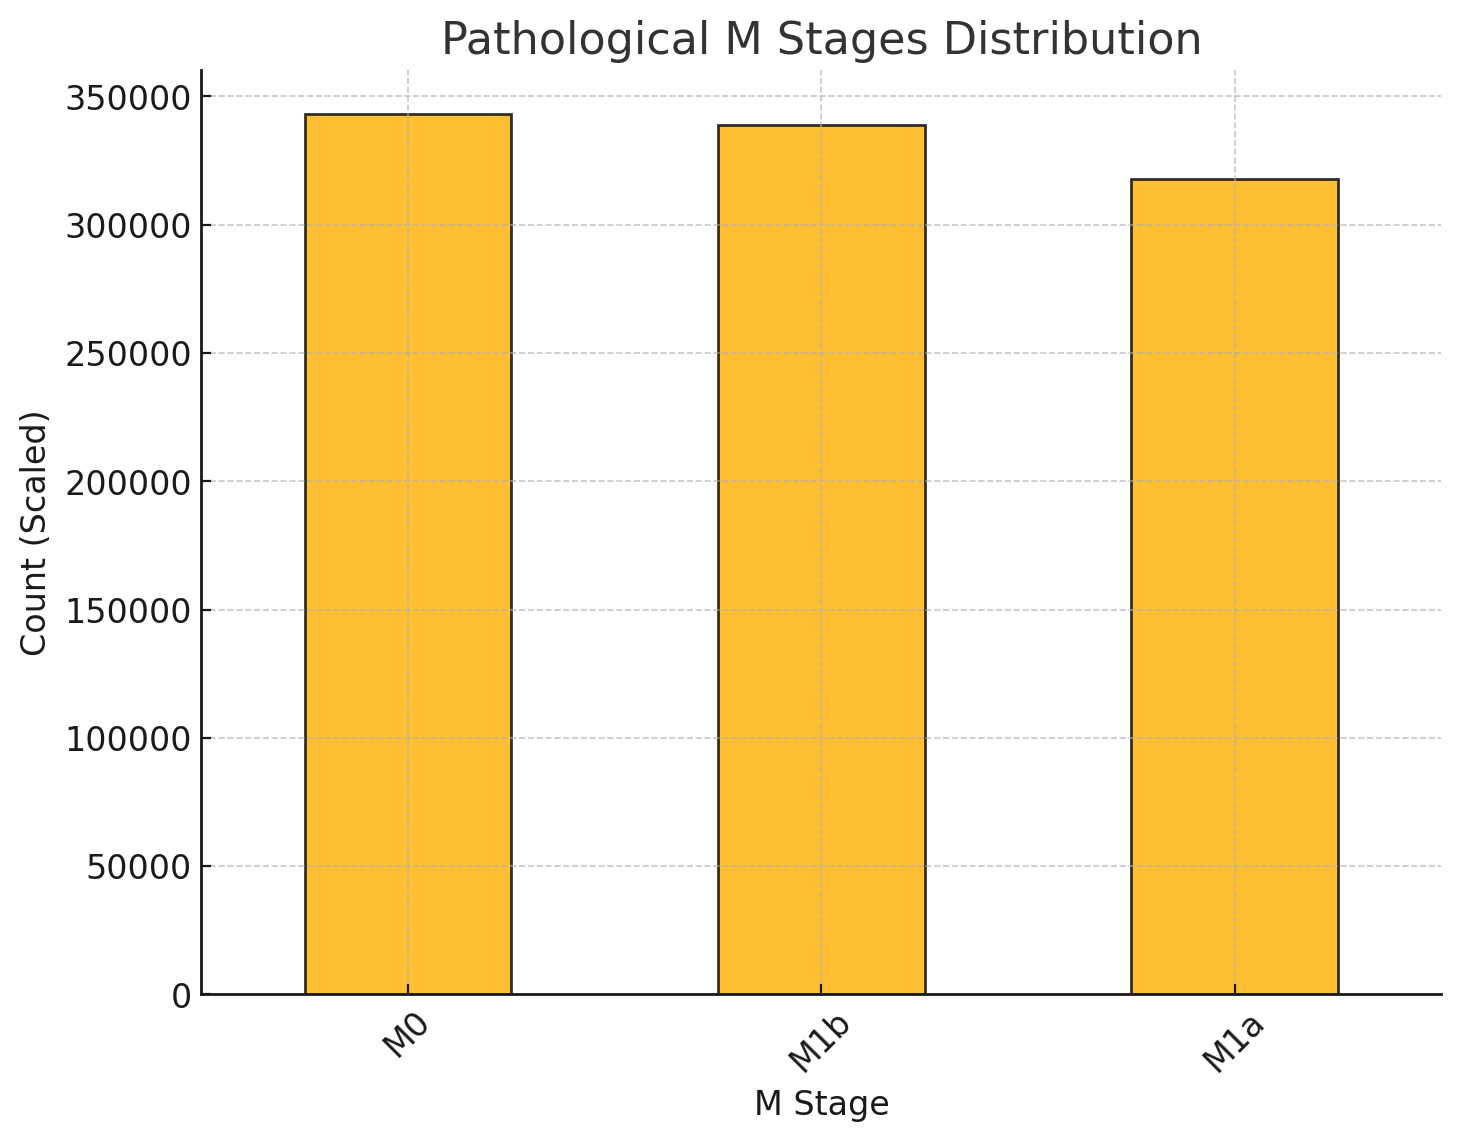 Pathological M Stages Distribution
350000
300000
250000
200000
150000
100000
50000
0
Count (Scaled)
M0
M1b
M1a
M Stage